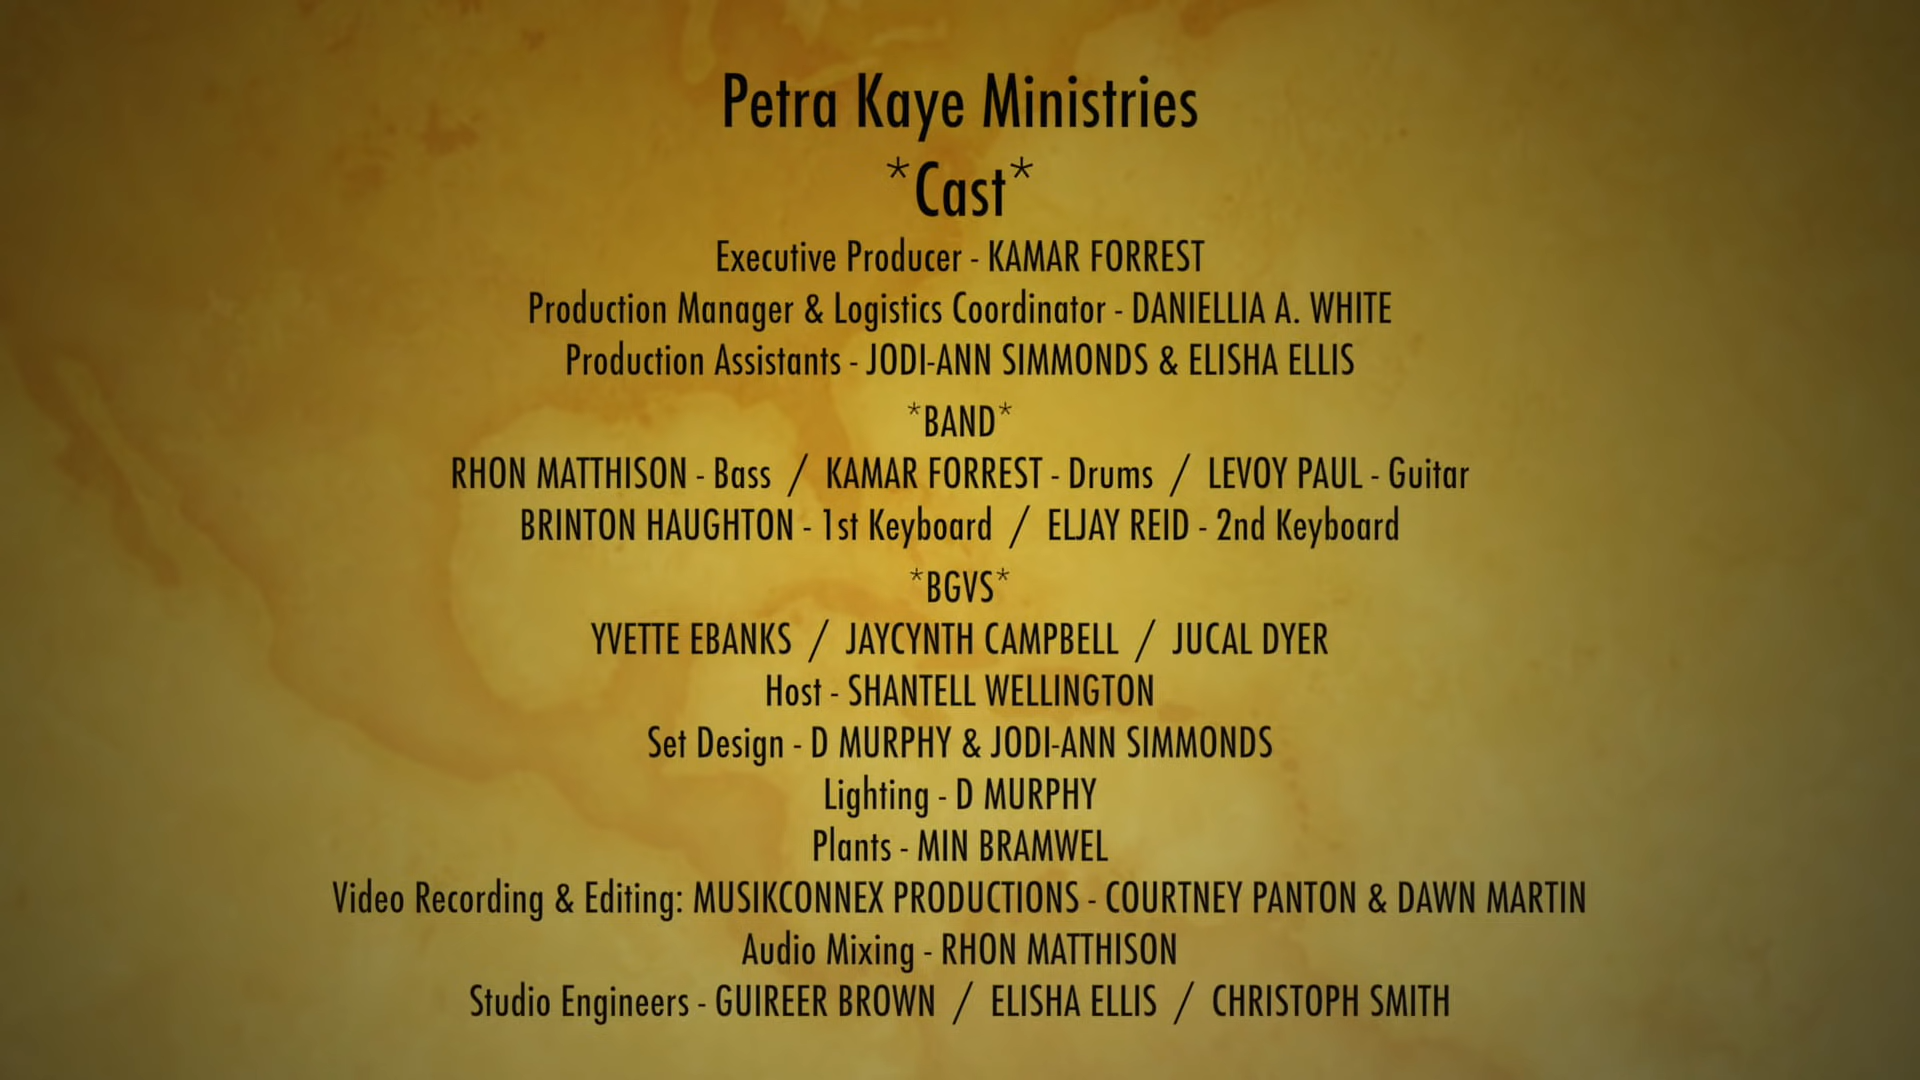 Petra Kaye Ministries
*Cast*
Executive Producer - KAMAR FORREST
Production Manager & Logistics Coordinator - DANIELLIA A. WHITE
Production Assistants - JODI-ANN SIMMONDS & ELISHA ELLIS
*BAND*
RHON MATTHISON - Bass / KAMAR FORREST - Drums / LEVOY PAUL - Guitar
BRINTON HAUGHTON - 1st Keyboard / ELJAY REID - 2nd Keyboard
*BGVS*
YVETTE EBANKS / JAYCYNTH CAMPBELL / JUCAL DYER
Host - SHANTELL WELLINGTON
Set Design - D MURPHY & JODI-ANN SIMMONDS
Lighting - D MURPHY
Plants - MIN BRAMWEL
Video Recording & Editing: MUSIKCONNEX PRODUCTIONS - COURTNEY PANTON & DAWN MARTIN
Audio Mixing - RHON MATTHISON
Studio Engineers - GUIREER BROWN / ELISHA ELLIS / CHRISTOPH SMITH